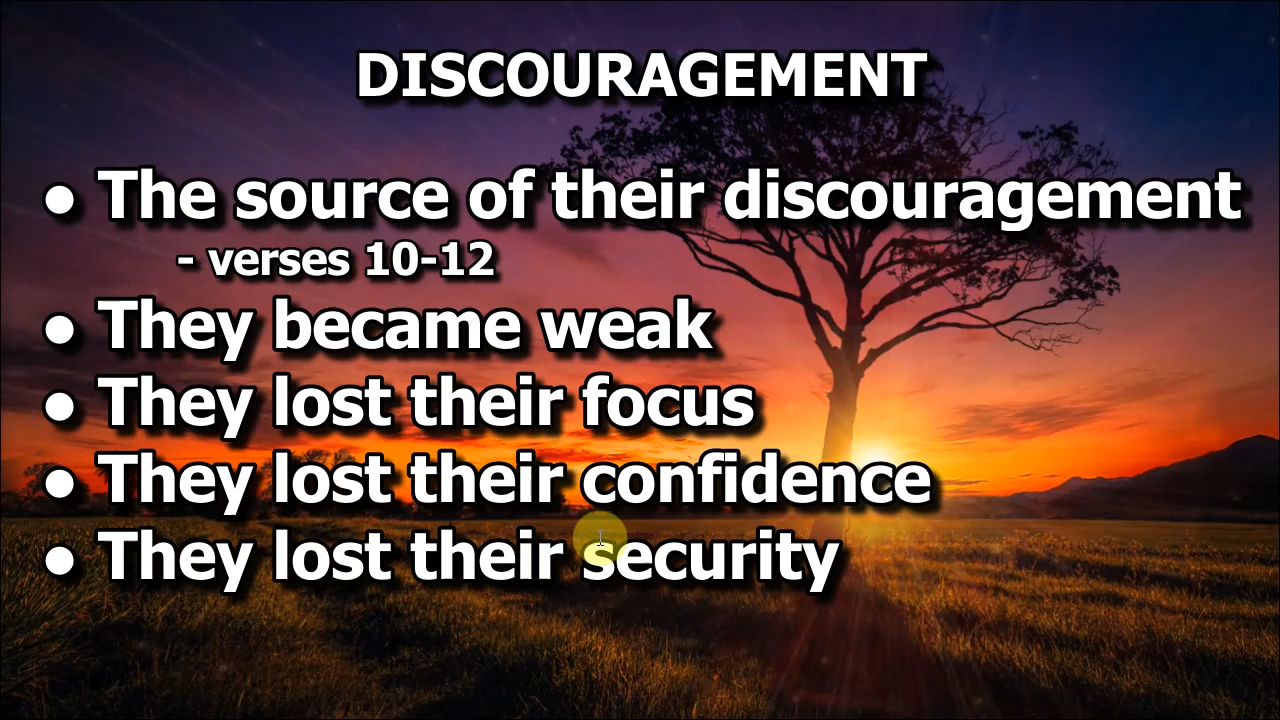 DISCOURAGEMENT
● The source of their discouragement
- verses 10-12
● They became weak
● They lost their focus
● They lost their confidence
● They lost their security